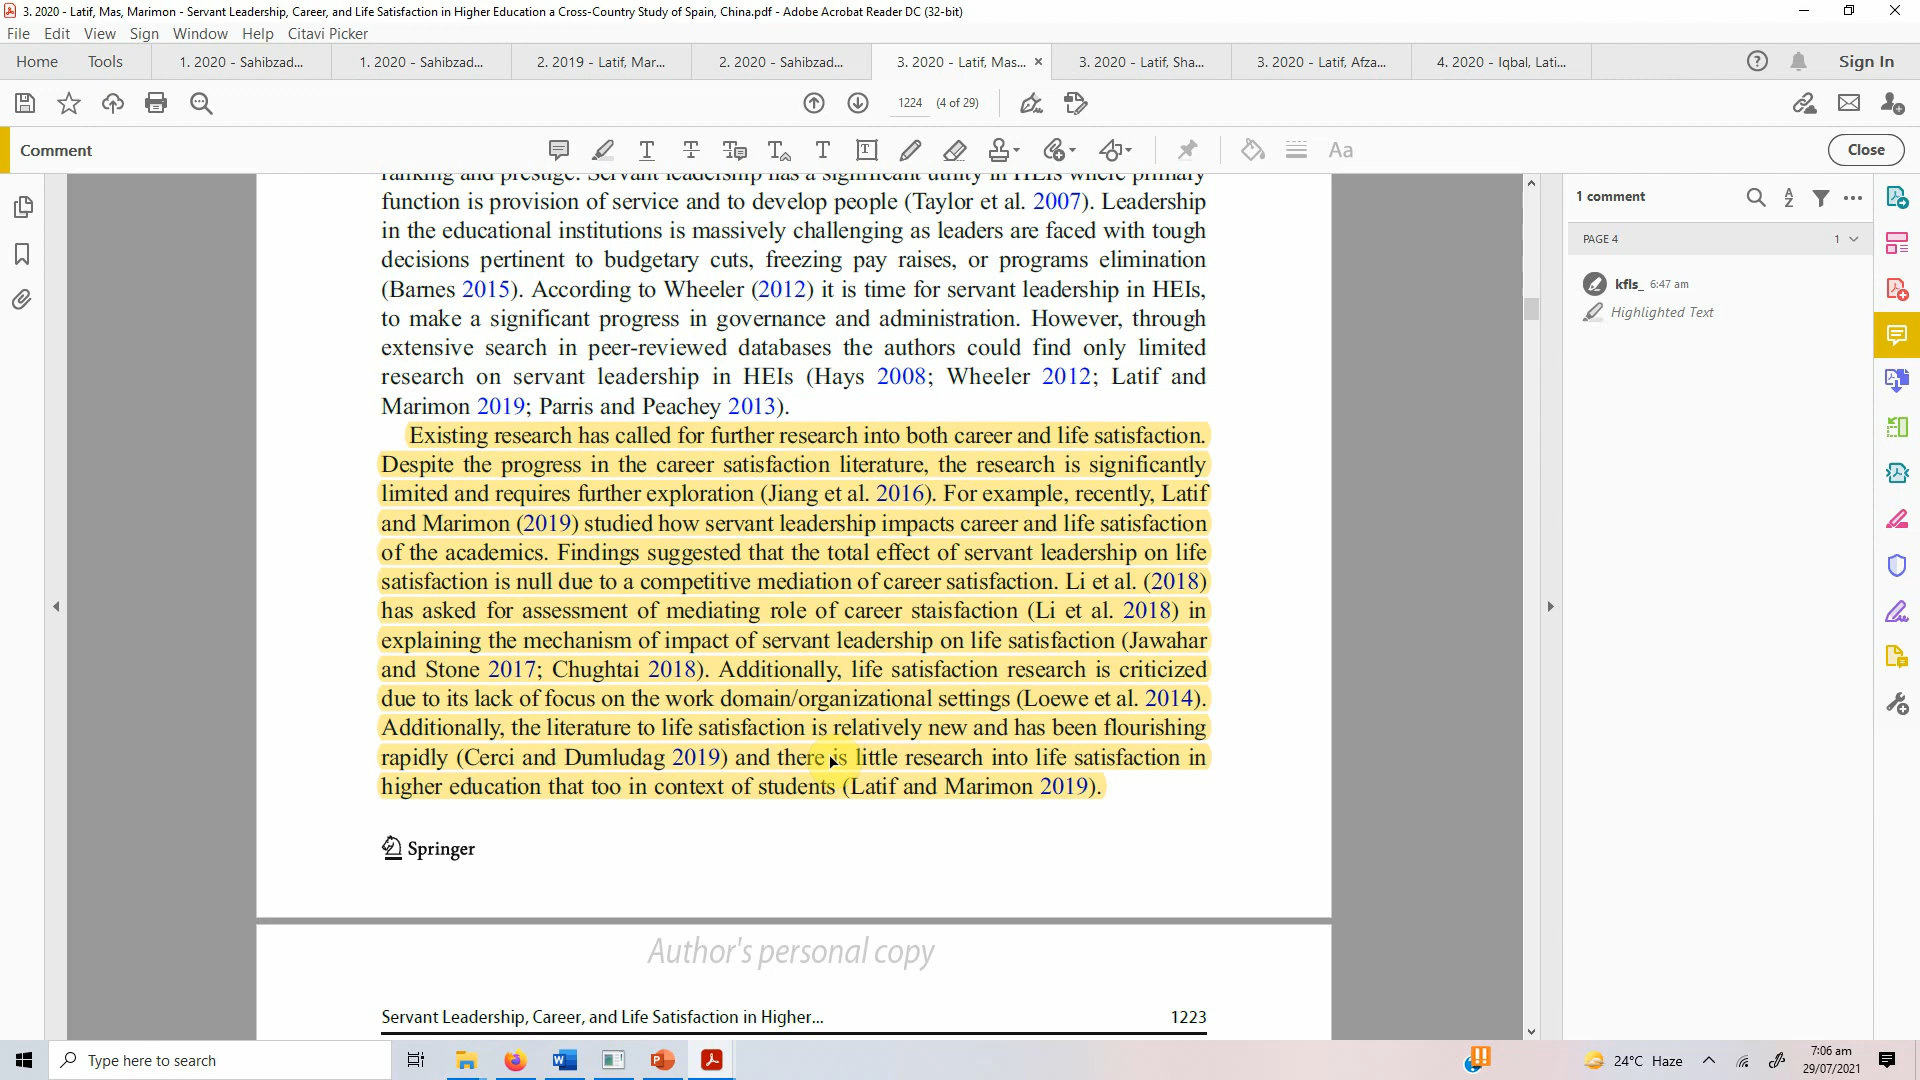 3. 2020 - Latif, Mas, Marimon - Servant Leadership, Career, and Life Satisfaction in Higher Education a Cross-Country Study of Spain, China.pdf - Adobe Acrobat Reader DC (32-bit)
File Edit View Sign Window Help Citavi Picker
Home Tools 1. 2020 - Sahibzad... 1. 2020 - Sahibzad... 2. 2019 - Latif, Mar... 2. 2020 - Sahibzad... 3. 2020 - Latif, Mas... × 3. 2020 - Latif, Sha... 3. 2020 - Latif, Afza... 4. 2020 - Iqbal, Lati... Sign In
1224 (4 of 29)
Comment Close
ranking and prestige. Servant leadership has a significant utility in HEIs where primary
function is provision of service and to develop people (Taylor et al. 2007). Leadership
in the educational institutions is massively challenging as leaders are faced with tough
decisions pertinent to budgetary cuts, freezing pay raises, or programs elimination
(Barnes 2015). According to Wheeler (2012) it is time for servant leadership in HEIs,
to make a significant progress in governance and administration. However, through
extensive search in peer-reviewed databases the authors could find only limited
research on servant leadership in HEIs (Hays 2008; Wheeler 2012; Latif and
Marimon 2019; Parris and Peachey 2013).
Existing research has called for further research into both career and life satisfaction.
Despite the progress in the career satisfaction literature, the research is significantly
limited and requires further exploration (Jiang et al. 2016). For example, recently, Latif
and Marimon (2019) studied how servant leadership impacts career and life satisfaction
of the academics. Findings suggested that the total effect of servant leadership on life
satisfaction is null due to a competitive mediation of career satisfaction. Li et al. (2018)
has asked for assessment of mediating role of career staisfaction (Li et al. 2018) in
explaining the mechanism of impact of servant leadership on life satisfaction (Jawahar
and Stone 2017; Chughtai 2018). Additionally, life satisfaction research is criticized
due to its lack of focus on the work domain/organizational settings (Loewe et al. 2014).
Additionally, the literature to life satisfaction is relatively new and has been flourishing
rapidly (Cerci and Dumludag 2019) and there is little research into life satisfaction in
higher education that too in context of students (Latif and Marimon 2019).
Springer
Author's personal copy
Servant Leadership, Career, and Life Satisfaction in Higher... 1223
1 comment
PAGE 4 1
kfls_ 6:47 am
Highlighted Text
Type here to search
24°C Haze
7:06 am
29/07/2021